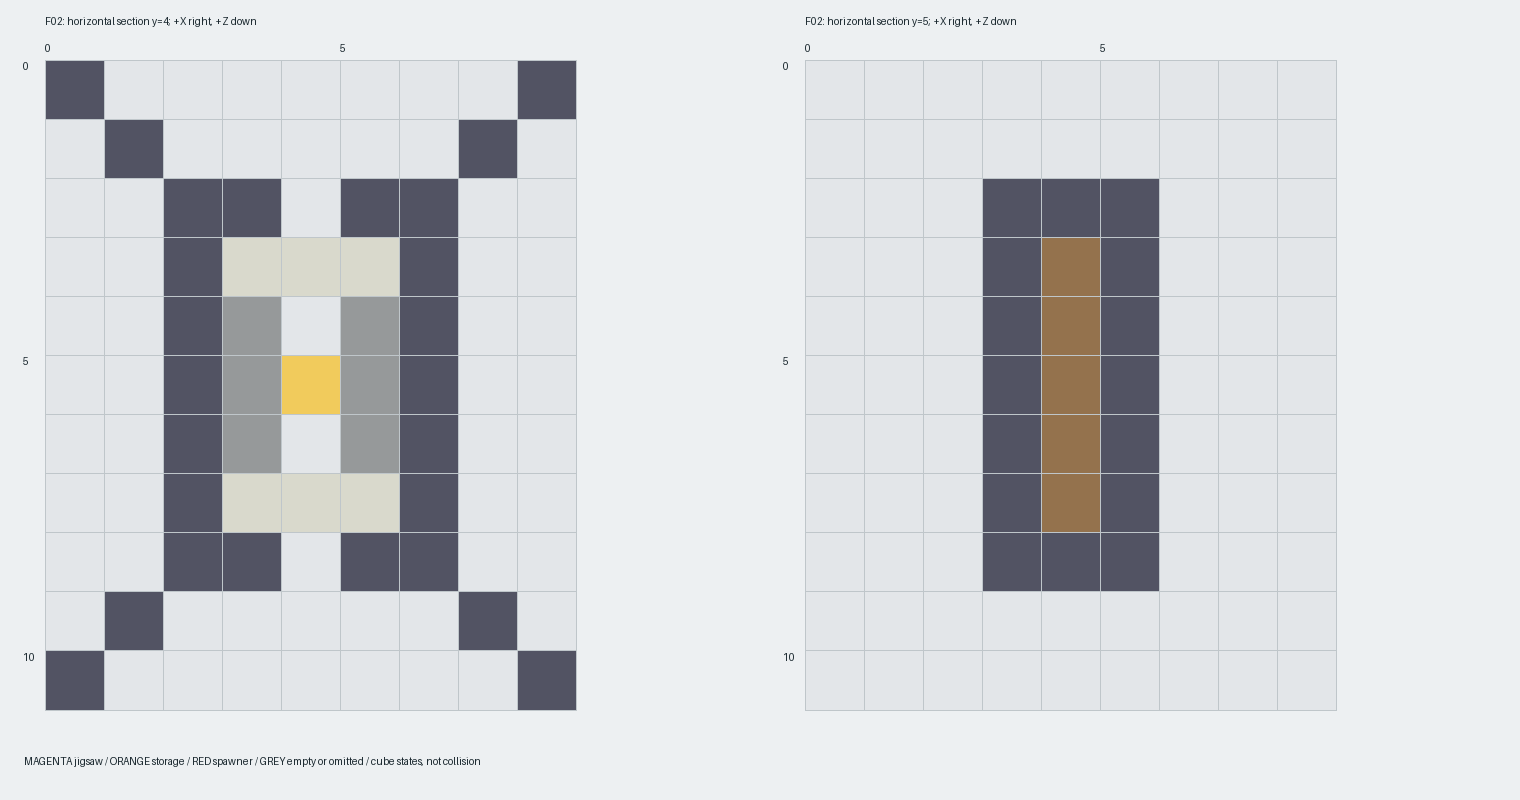 F02: horizontal section y=4; +X right, +Z down
F02: horizontal section y=5; +X right, +Z down
0 5
0 5
0
0
5
5
10
10
MAGENTA jigsaw / ORANGE storage / RED spawner / GREY empty or omitted / cube states, not collision